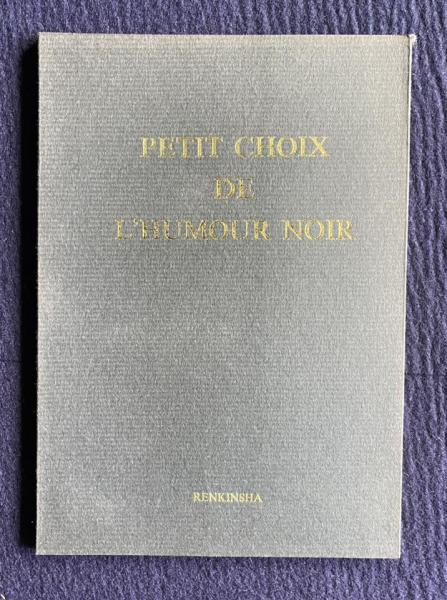 PETIT CHOIX
DE
L'HUMOUR NOIR
RENKINSHA